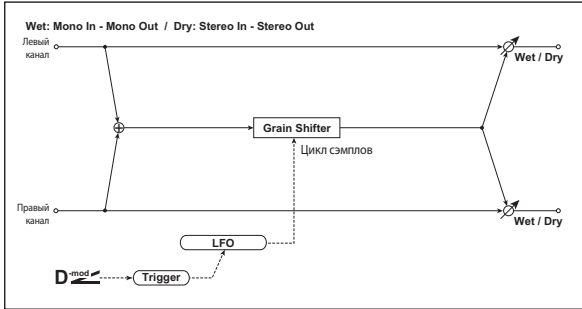 Wet: Mono In - Mono Out / Dry: Stereo In - Stereo Out
Левый
канал
Wet / Dry
Grain Shifter
Цикл сэмплов
Правый
канал
Wet / Dry
LFO
D-mod
Trigger